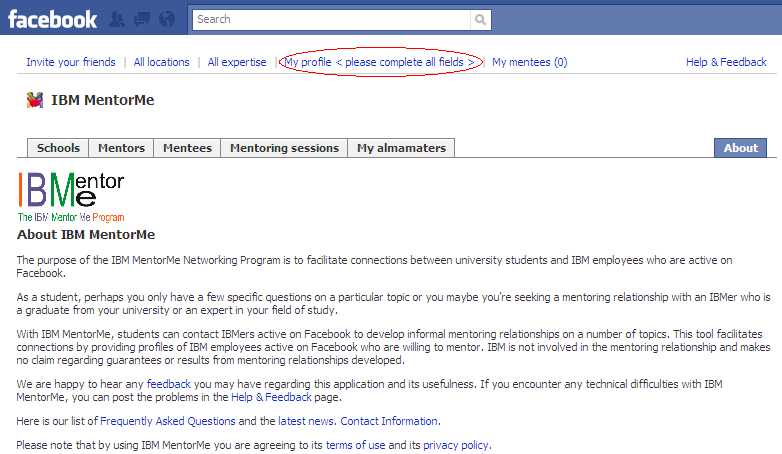 facebook Search
Invite your friends | All locations | All expertise | My profile < please complete all fields > | My mentees (0) Help & Feedback
IBM MentorMe
Schools Mentors Mentees Mentoring sessions My almamaters About
IBMentor
Me
The IBM Mentor Me Program
About IBM MentorMe
The purpose of the IBM MentorMe Networking Program is to facilitate connections between university students and IBM employees who are active on
Facebook.
As a student, perhaps you only have a few specific questions on a particular topic or you maybe you're seeking a mentoring relationship with an IBMer who is
a graduate from your university or an expert in your field of study.
With IBM MentorMe, students can contact IBMers active on Facebook to develop informal mentoring relationships on a number of topics. This tool facilitates
connections by providing profiles of IBM employees active on Facebook who are willing to mentor. IBM is not involved in the mentoring relationship and makes
no claim regarding guarantees or results from mentoring relationships developed.
We are happy to hear any feedback you may have regarding this application and its usefulness. If you encounter any technical difficulties with IBM
MentorMe, you can post the problems in the Help & Feedback page.
Here is our list of Frequently Asked Questions and the latest news. Contact Information.
Please note that by using IBM MentorMe you are agreeing to its terms of use and its privacy policy.